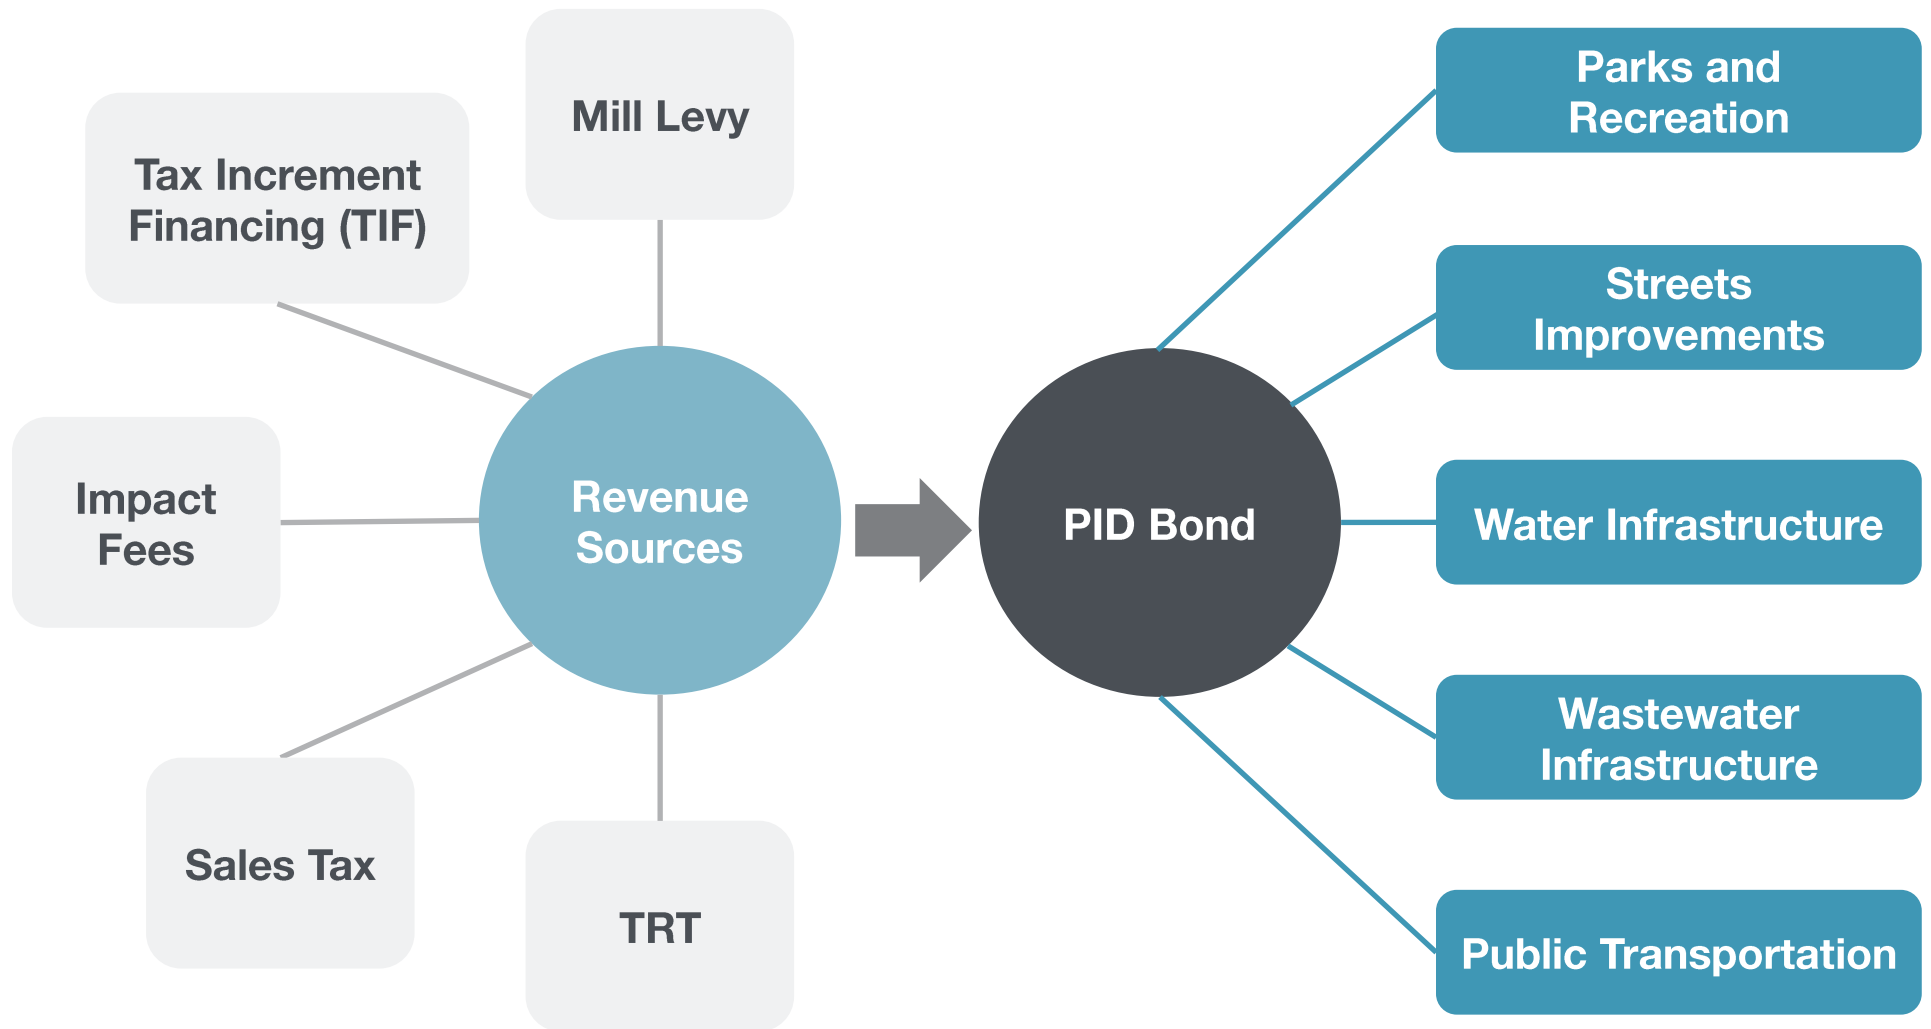 Mill Levy
Tax Increment
Financing (TIF)
Impact
Fees
Sales Tax
TRT
Revenue
Sources
PID Bond
Parks and
Recreation
Streets
Improvements
Water Infrastructure
Wastewater
Infrastructure
Public Transportation